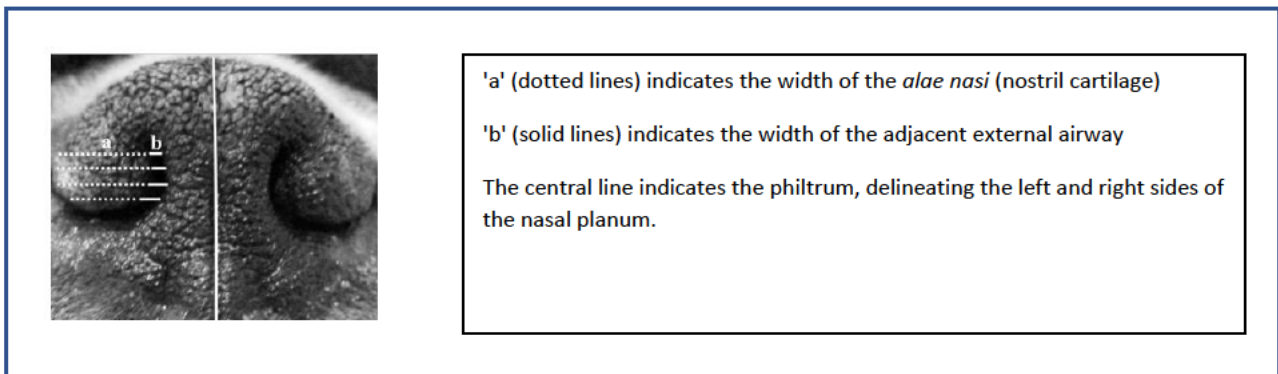 a b
'a' (dotted lines) indicates the width of the alae nasi (nostril cartilage)
'b' (solid lines) indicates the width of the adjacent external airway
The central line indicates the philtrum, delineating the left and right sides of
the nasal planum.